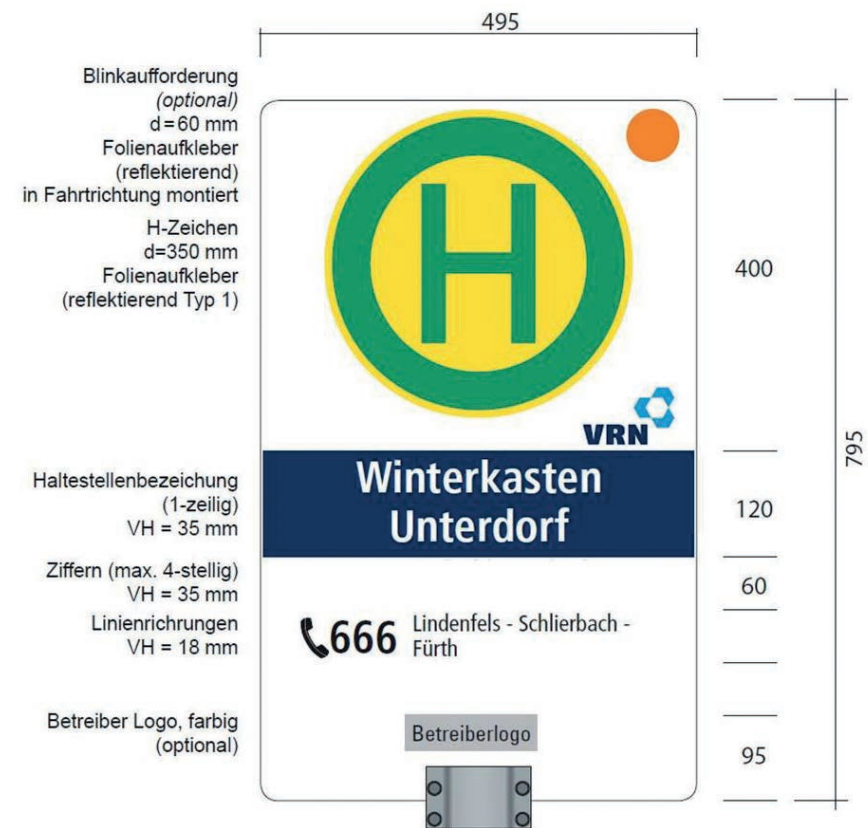 495
Blinkaufforderung
(optional)
d=60 mm
Folienaufkleber
(reflektierend)
in Fahrtrichtung montiert
H-Zeichen
d=350 mm
Folienaufkleber
(reflektierend Typ 1)
H
400
VRN
795
Haltestellenbezeichung
(1-zeilig)
VH = 35 mm
Winterkasten
Unterdorf
120
Ziffern (max. 4-stellig)
VH = 35 mm
60
Linienrichrungen
VH = 18 mm
666
Lindenfels - Schlierbach -
Fürth
Betreiber Logo, farbig
(optional)
Betreiberlogo
95